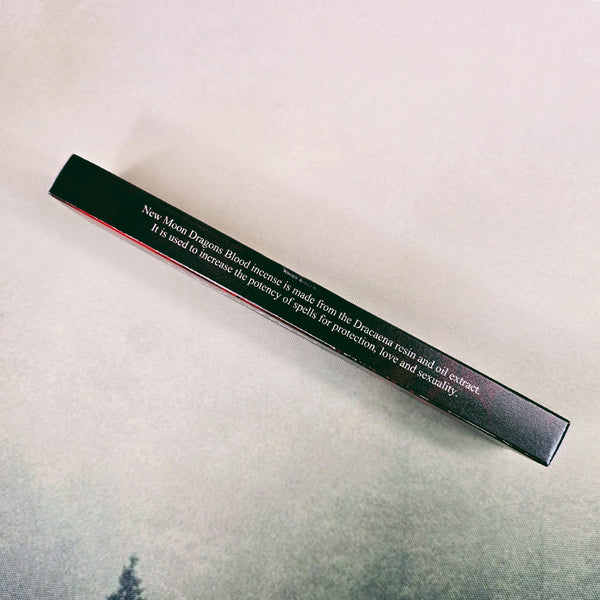 New Moon Dragons Blood incense is made from the Dracaena resin and oil extract.
It is used to increase the potency of spells for protection, love and sexuality.